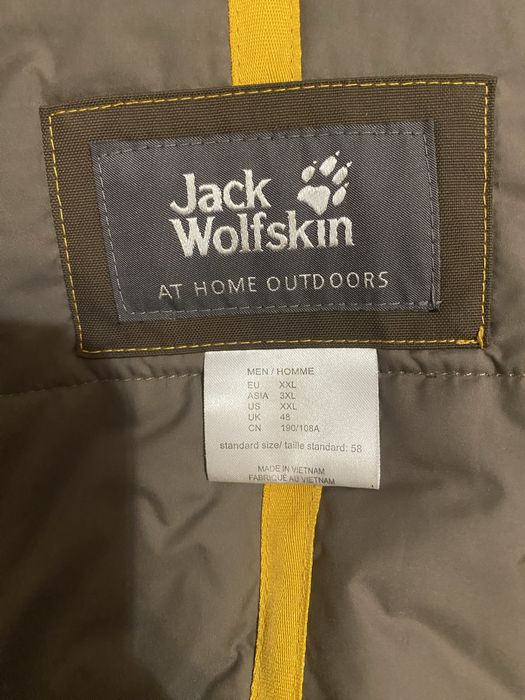 Jack
Wolfskin
AT HOME OUTDOORS
MEN / HOMME
EU XXL
ASIA 3XL
US XXL
UK 48
CN 190/108A
standard size/ taille standard: 58
MADE IN VIETNAM
FABRIQUÉ AU VIETNAM